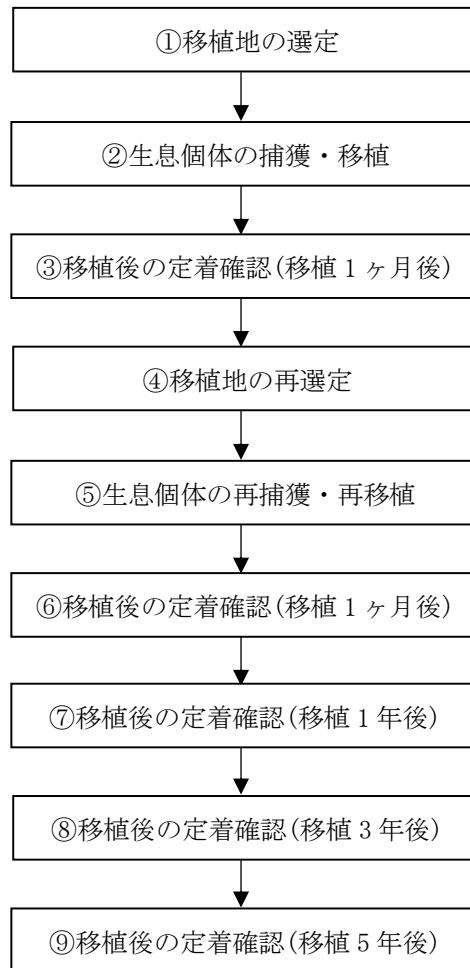 ①移植地の選定
②生息個体の捕獲・移植
③移植後の定着確認(移植1ヶ月後)
④移植地の再選定
⑤生息個体の再捕獲・再移植
⑥移植後の定着確認(移植1ヶ月後)
⑦移植後の定着確認(移植1年後)
⑧移植後の定着確認(移植3年後)
⑨移植後の定着確認(移植5年後)